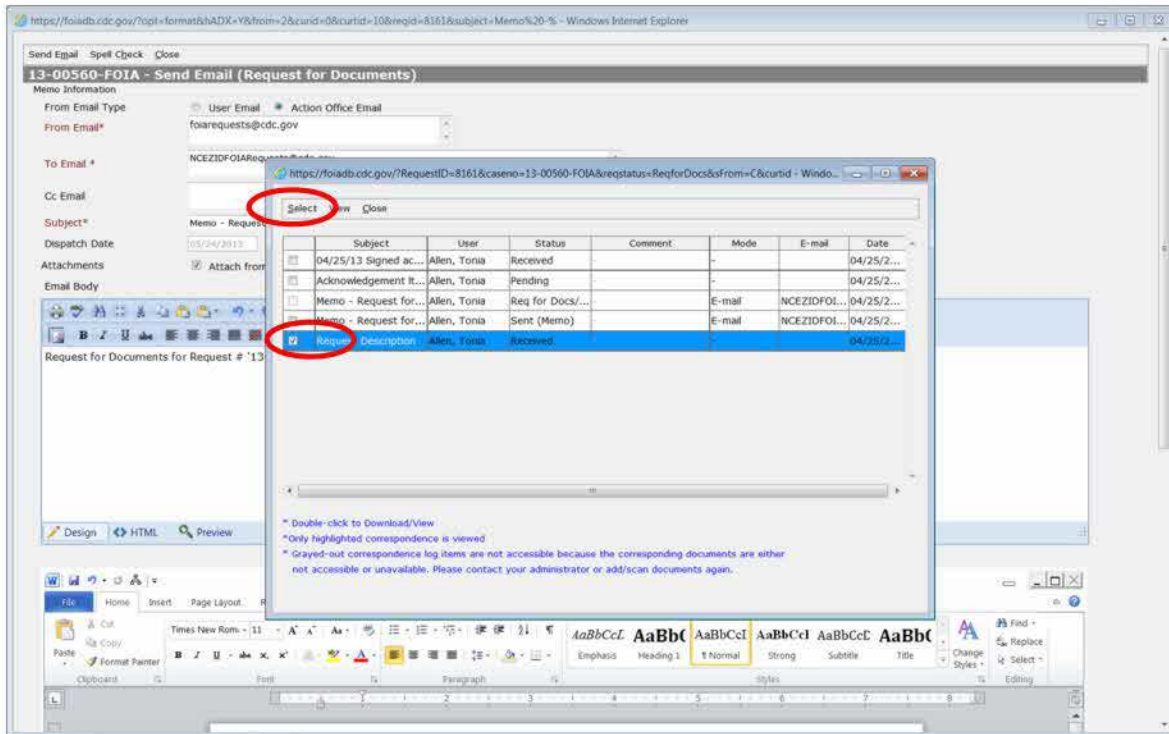 https://foiadb.cdc.gov/?opt=format&hADX=Y&from=2&curid=0&curtid=10&reqid=8161&subject=Memo%20-% - Windows Internet Explorer
Send Email Spell Check Close
13-00560-FOIA - Send Email (Request for Documents)
Memo Information
From Email Type User Email Action Office Email
From Email* foiarequests@cdc.gov
To Email *
Cc Email
Subject* Memo - Request
Dispatch Date 05/24/2013
Attachments Attach from
Email Body
Request for Documents for Request # '13
Design HTML Preview
https://foiadb.cdc.gov/?RequestID=8161&caseno=13-00560-FOIA&reqstatus=ReqforDocs&sFrom=C&curtid - Windo...
Select View Close
Subject User Status Comment Mode E-mail Date
04/25/13 Signed ac... Allen, Tonia Received - - 04/25/2...
Acknowledgement lt... Allen, Tonia Pending - - 04/25/2...
Memo - Request for... Allen, Tonia Req for Docs/... E-mail NCEZIDFOI... 04/25/2...
Memo - Request for... Allen, Tonia Sent (Memo) - E-mail NCEZIDFOI... 04/25/2...
Request Description Allen, Tonia Received - - 04/25/2...
* Double-click to Download/View
*Only highlighted correspondence is viewed
* Grayed-out correspondence log items are not accessible because the corresponding documents are either
not accessible or unavailable. Please contact your administrator or add/scan documents again.
File Home Insert Page Layout R
Cut
Copy
Paste
Format Painter
Clipboard
Times New Rom 11
Font
Paragraph
AaBbCcL AaBb( AaBbCcI AaBbCcI AaBbCcC AaBb(
Emphasis Heading 1 ¶ Normal Strong Subtitle Title
Change Styles
Styles
Find
Replace
Select
Editing
1 2 3 4 5 6 7 8